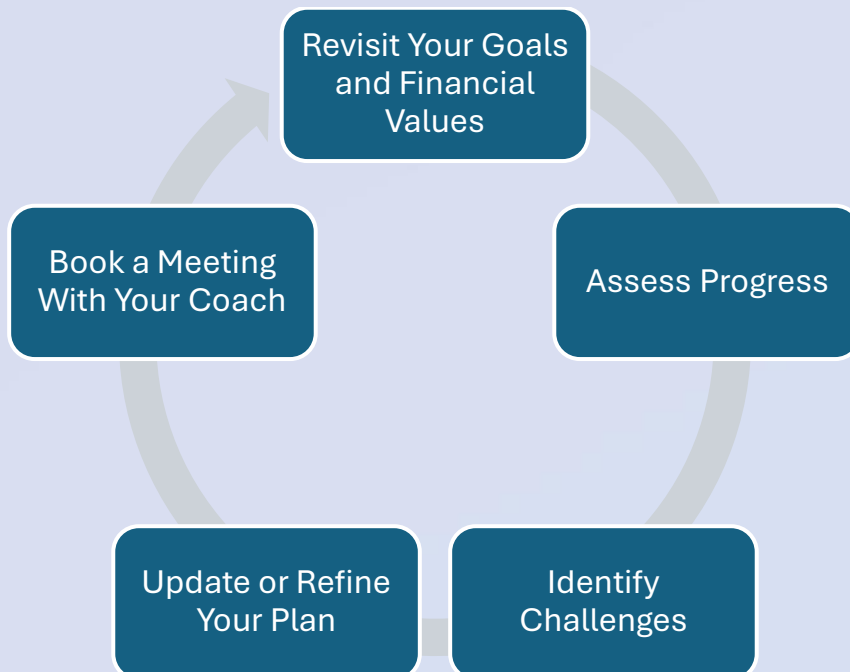 Revisit Your Goals
and Financial
Values
Assess Progress
Identify
Challenges
Update or Refine
Your Plan
Book a Meeting
With Your Coach